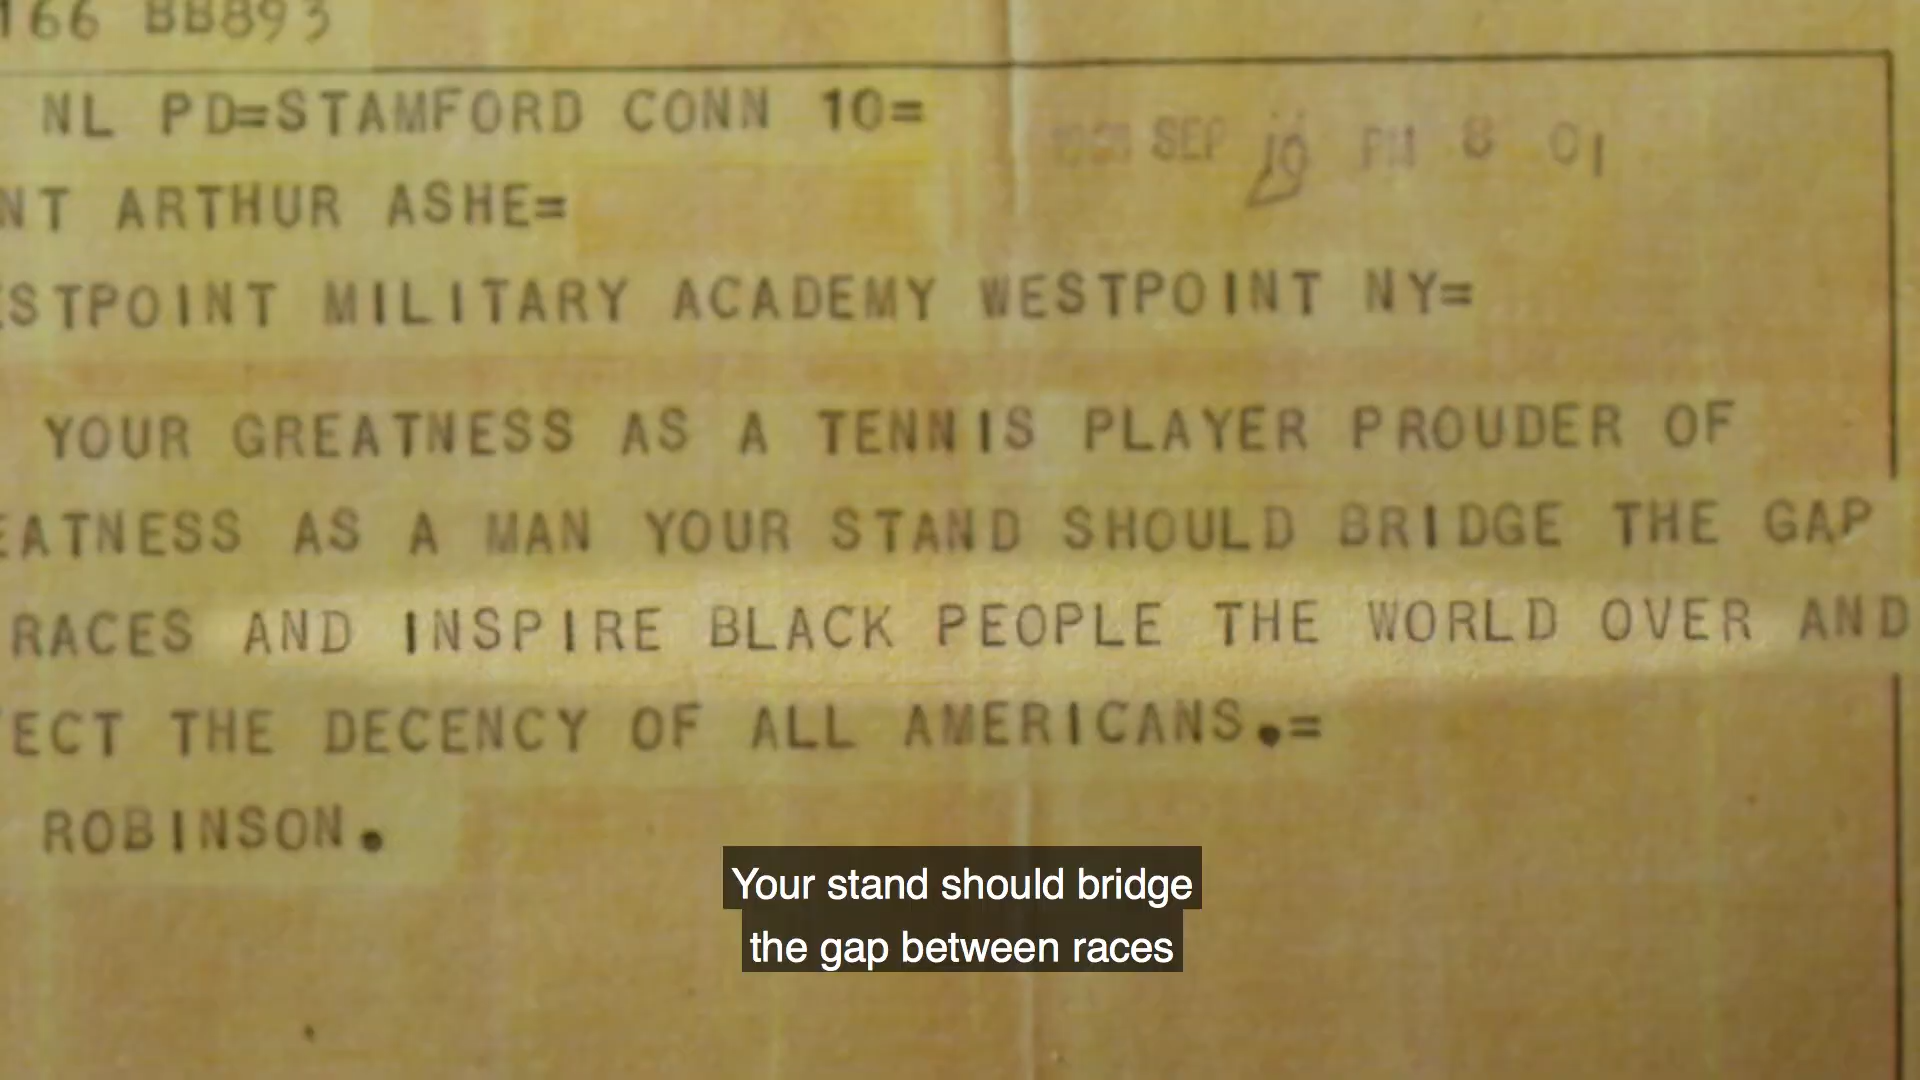 166 BB893
NL PD=STAMFORD CONN 10=
SEP 10 PM 8 01
NT ARTHUR ASHE=
STPOINT MILITARY ACADEMY WESTPOINT NY=
YOUR GREATNESS AS A TENNIS PLAYER PROUDER OF
EATNESS AS A MAN YOUR STAND SHOULD BRIDGE THE GAP
RACES AND INSPIRE BLACK PEOPLE THE WORLD OVER AND
ECT THE DECENCY OF ALL AMERICANS.=
ROBINSON.
Your stand should bridge
the gap between races